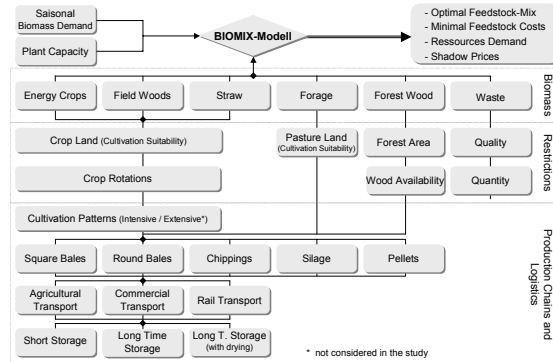 Saisonal
Biomass Demand
Plant Capacity
BIOMIX-Modell
- Optimal Feedstock-Mix
- Minimal Feedstock Costs
- Ressources Demand
- Shadow Prices
Energy Crops
Field Woods
Straw
Forage
Forest Wood
Waste
Biomass
Crop Land (Cultivation Suitability)
Pasture Land
(Cultivation Suitability)
Forest Area
Quality
Crop Rotations
Wood Availability
Quantity
Restrictions
Cultivation Patterns (Intensive / Extensive*)
Square Bales
Round Bales
Chippings
Silage
Pellets
Agricultural
Transport
Commercial
Transport
Rail Transport
Short Storage
Long Time
Storage
Long T. Storage
(with drying)
Production Chains and
Logistics
* not considered in the study